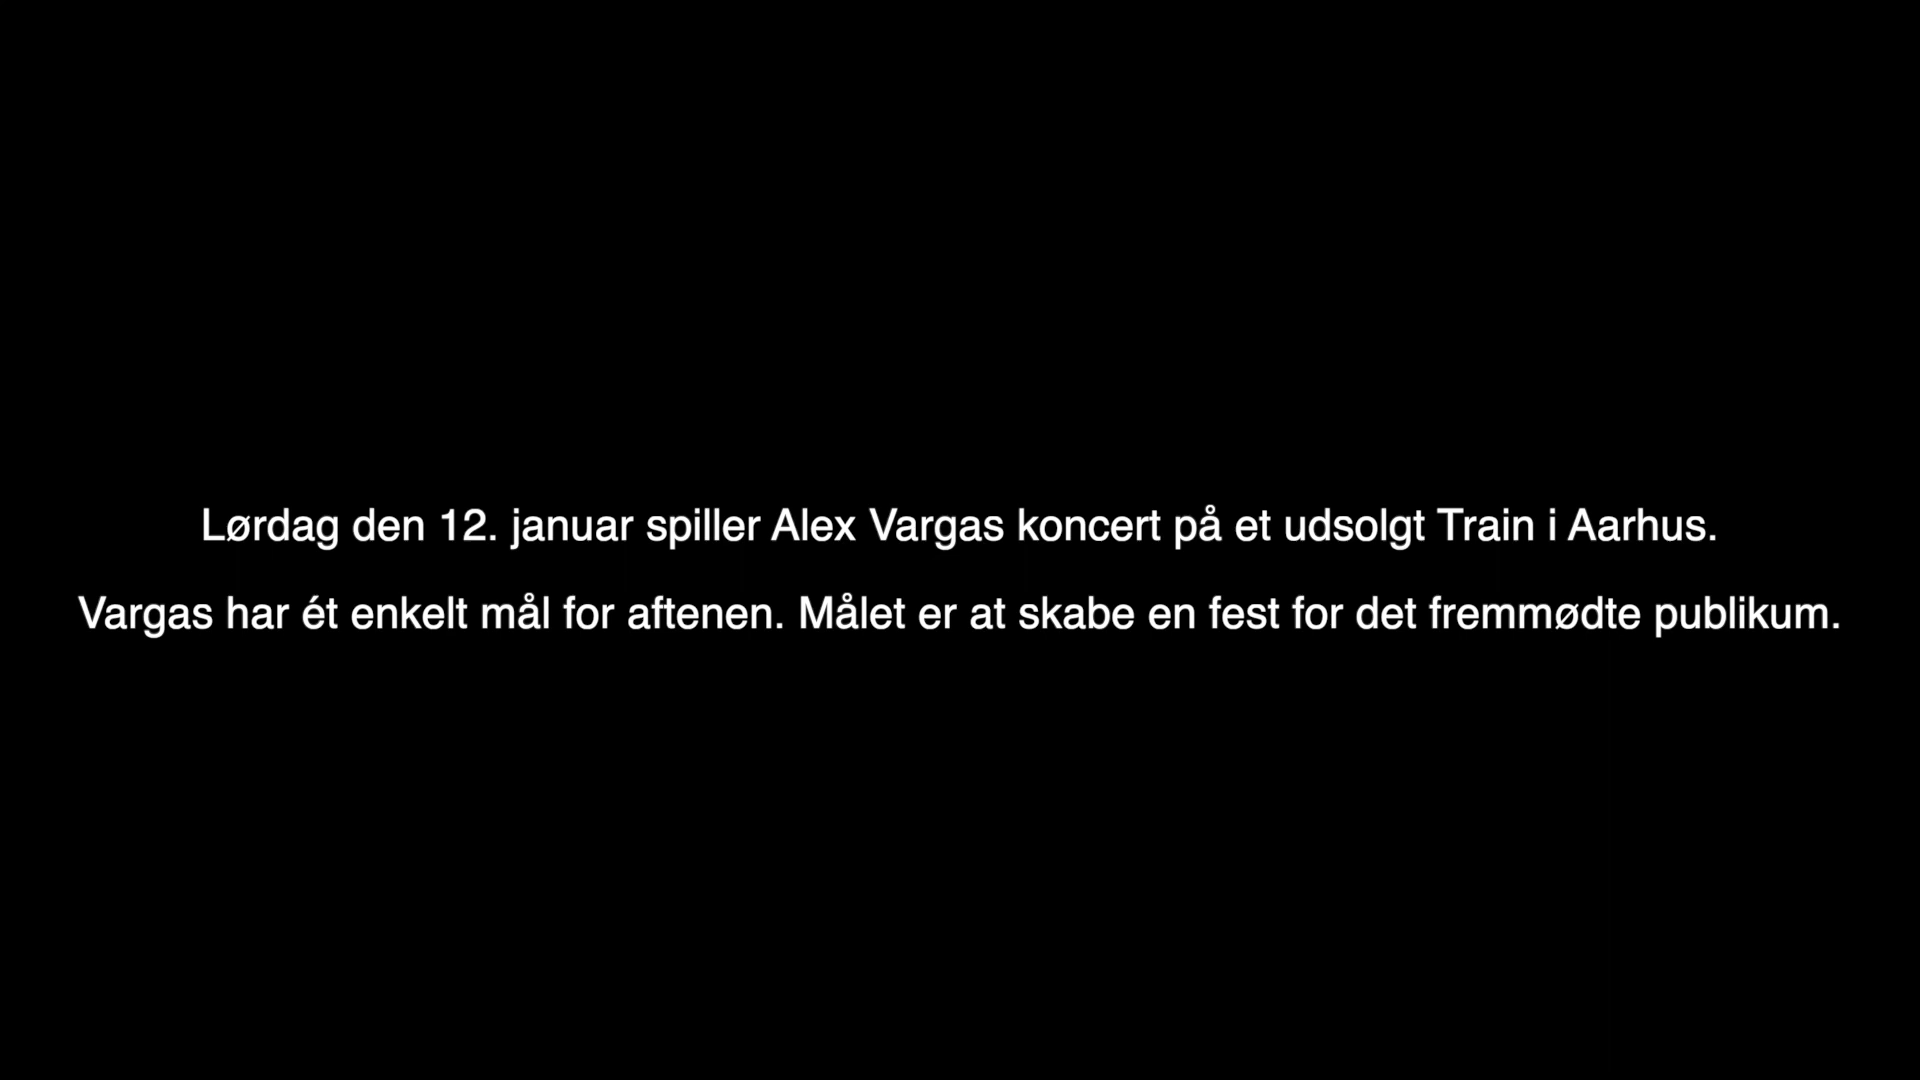 Lørdag den 12. januar spiller Alex Vargas koncert på et udsolgt Train i Aarhus.
Vargas har ét enkelt mål for aftenen. Målet er at skabe en fest for det fremmødte publikum.